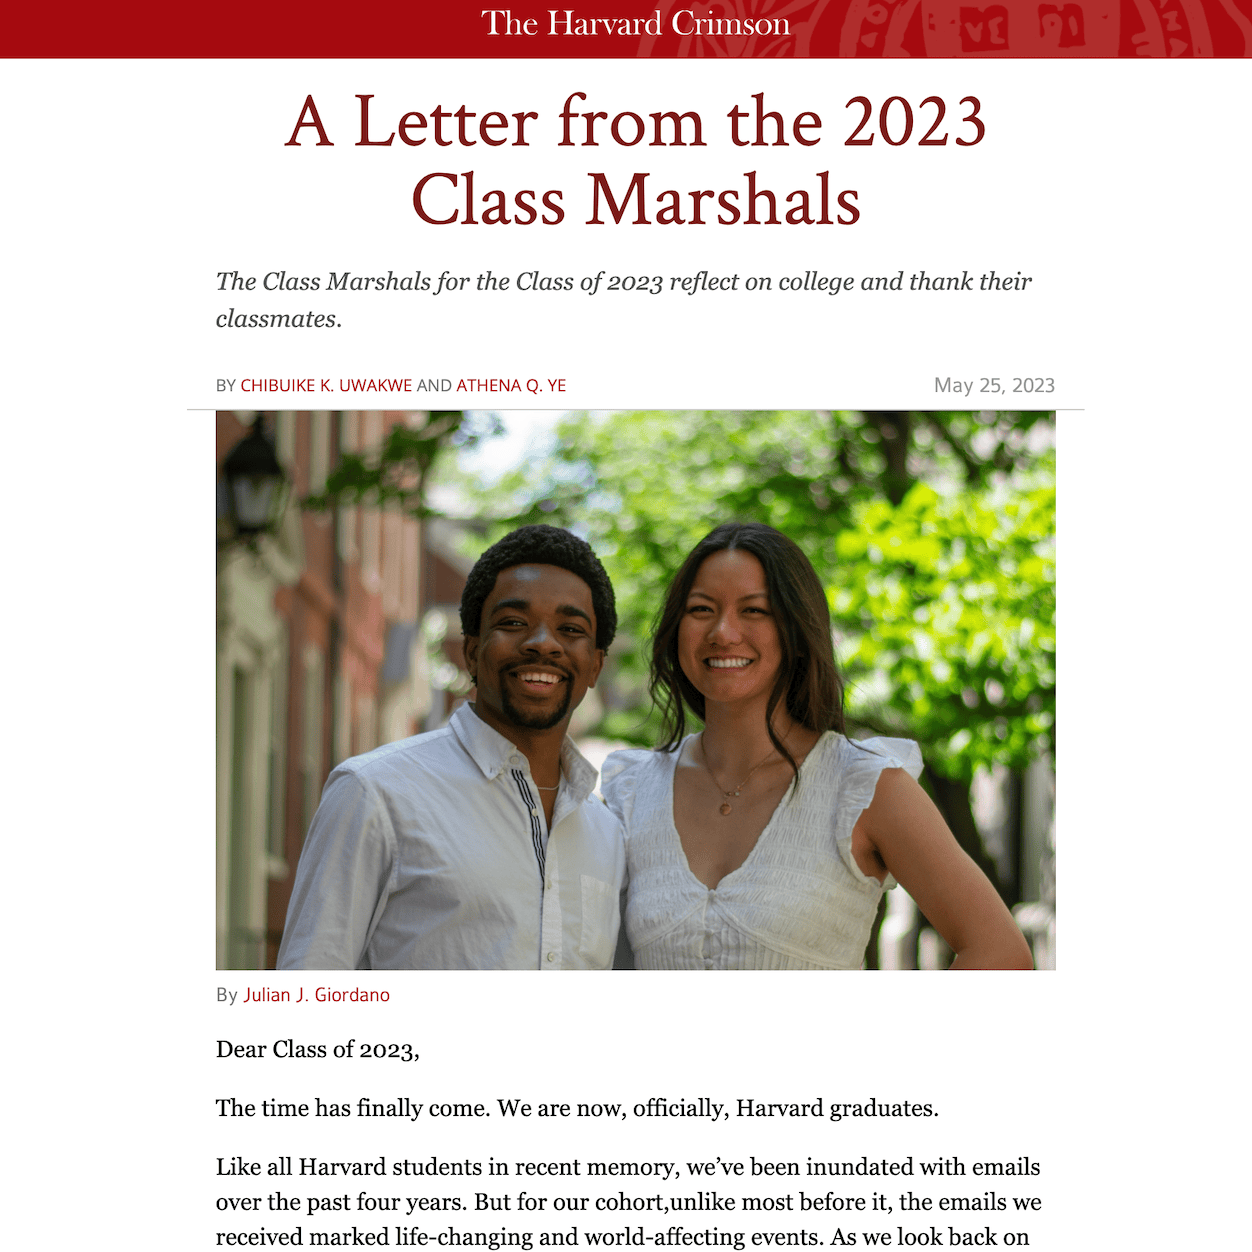 The Harvard Crimson
A Letter from the 2023
Class Marshals
The Class Marshals for the Class of 2023 reflect on college and thank their
classmates.
BY CHIBUIKE K. UWAKWE AND ATHENA Q. YE May 25, 2023
By Julian J. Giordano
Dear Class of 2023,
The time has finally come. We are now, officially, Harvard graduates.
Like all Harvard students in recent memory, we’ve been inundated with emails
over the past four years. But for our cohort,unlike most before it, the emails we
received marked life-changing and world-affecting events. As we look back on